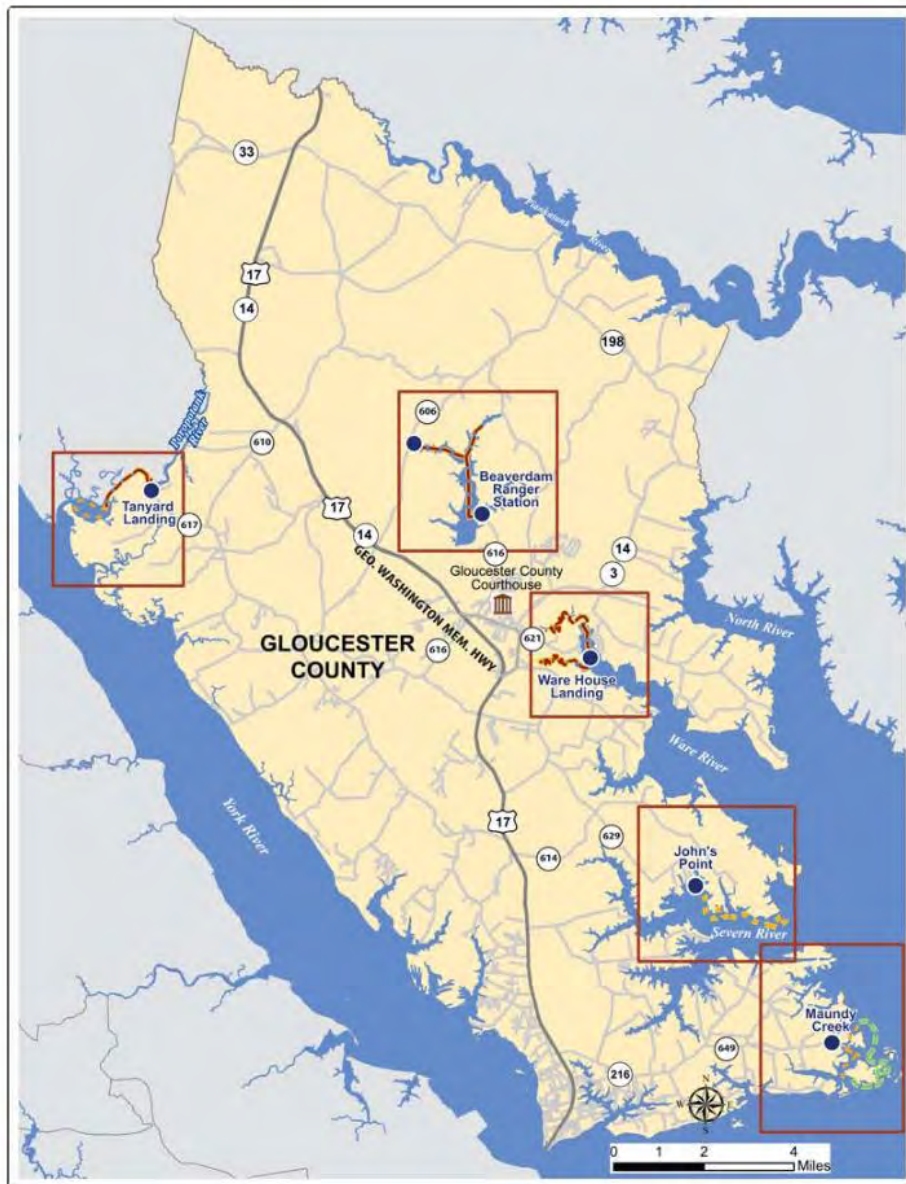 33
Piankatank
River
17
14
198
Poropotank
River
606
610
Beaverdam
Ranger
Station
Tanyard
Landing
617
17
14
616
14
3
GEO. WASHINGTON MEM. HWY
Gloucester County
Courthouse
North River
GLOUCESTER
COUNTY
616
621
Ware House
Landing
Ware River
York River
17
629
614
John's
Point
Severn River
Maundy
Creek
649
216
N
W E
S
0 1 2 4
Miles